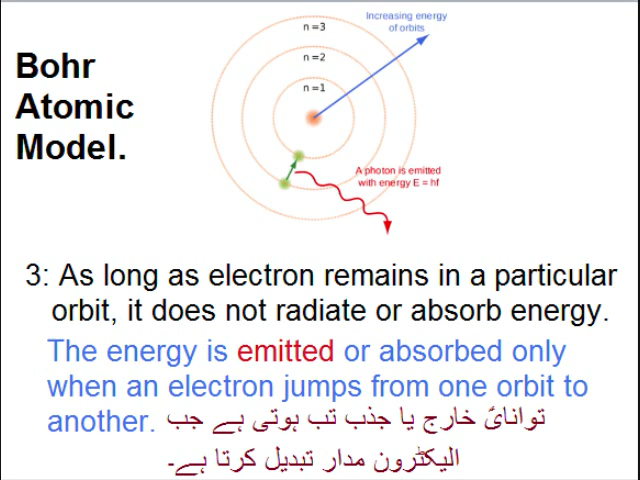 Bohr
Atomic
Model.
Increasing energy
of orbits
n=3
n=2
n=1
A photon is emitted
with energy E = hf
3: As long as electron remains in a particular
orbit, it does not radiate or absorb energy.
The energy is emitted or absorbed only
when an electron jumps from one orbit to
another. توانائ خارج یا جذب تب ہوتی ہے جب
الیکٹرون مدار تبدیل کرتا ہے۔